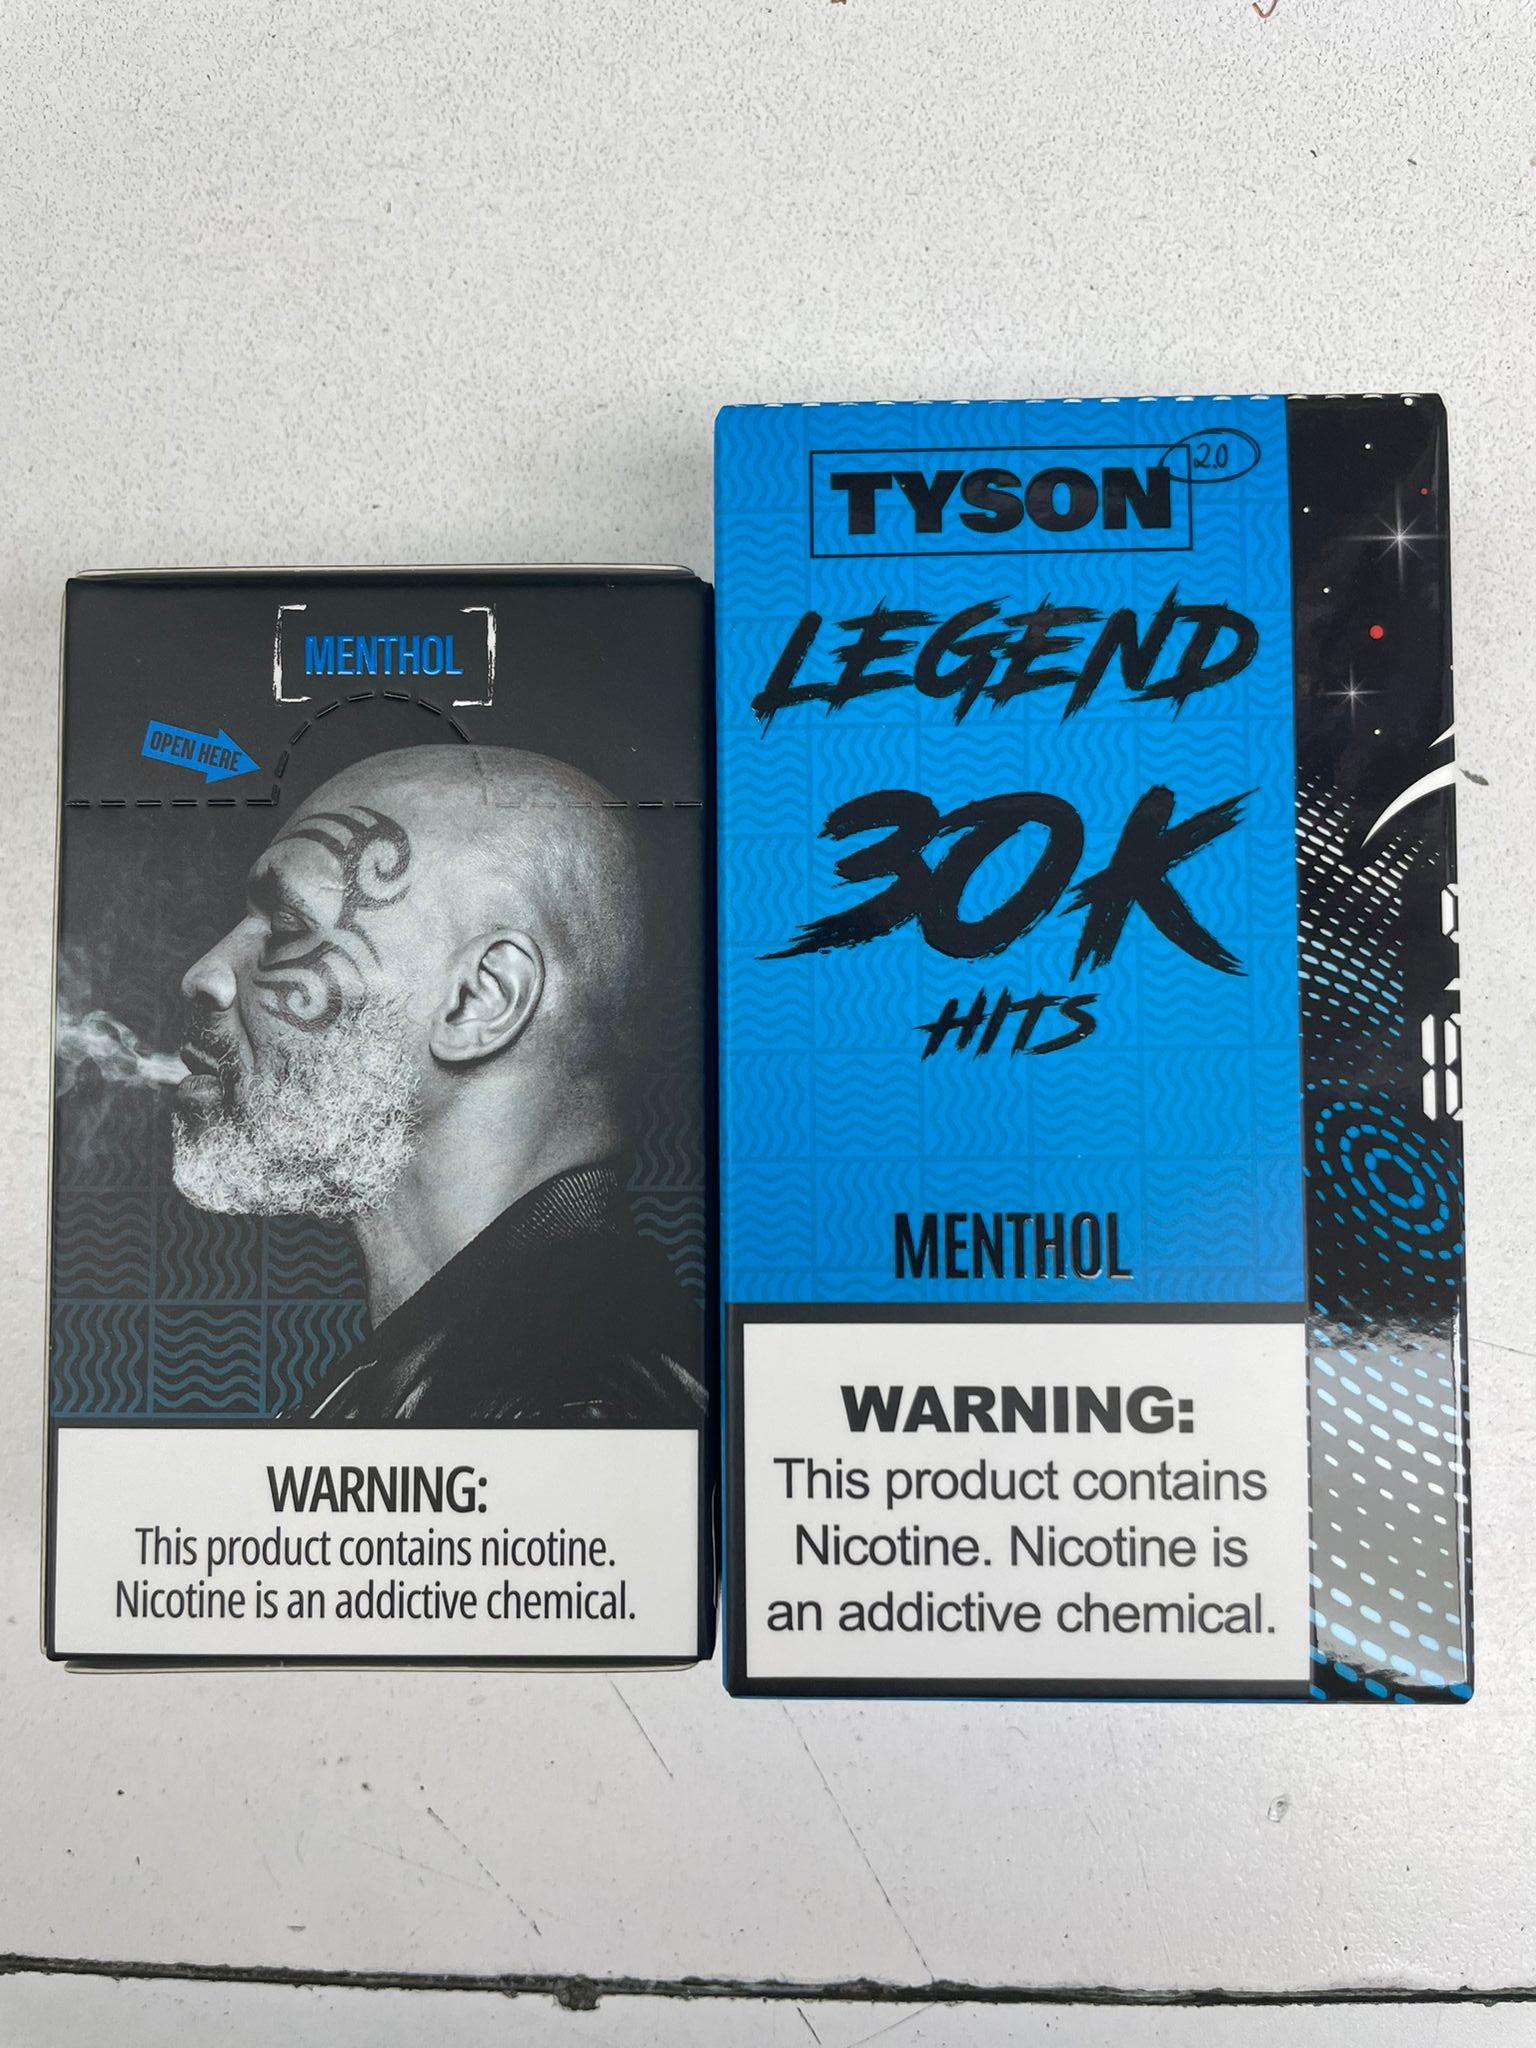 MENTHOL
OPEN HERE
WARNING:
This product contains nicotine.
Nicotine is an addictive chemical.
TYSON 2.0
LEGEND
30K
HITS
MENTHOL
WARNING:
This product contains
Nicotine. Nicotine is
an addictive chemical.